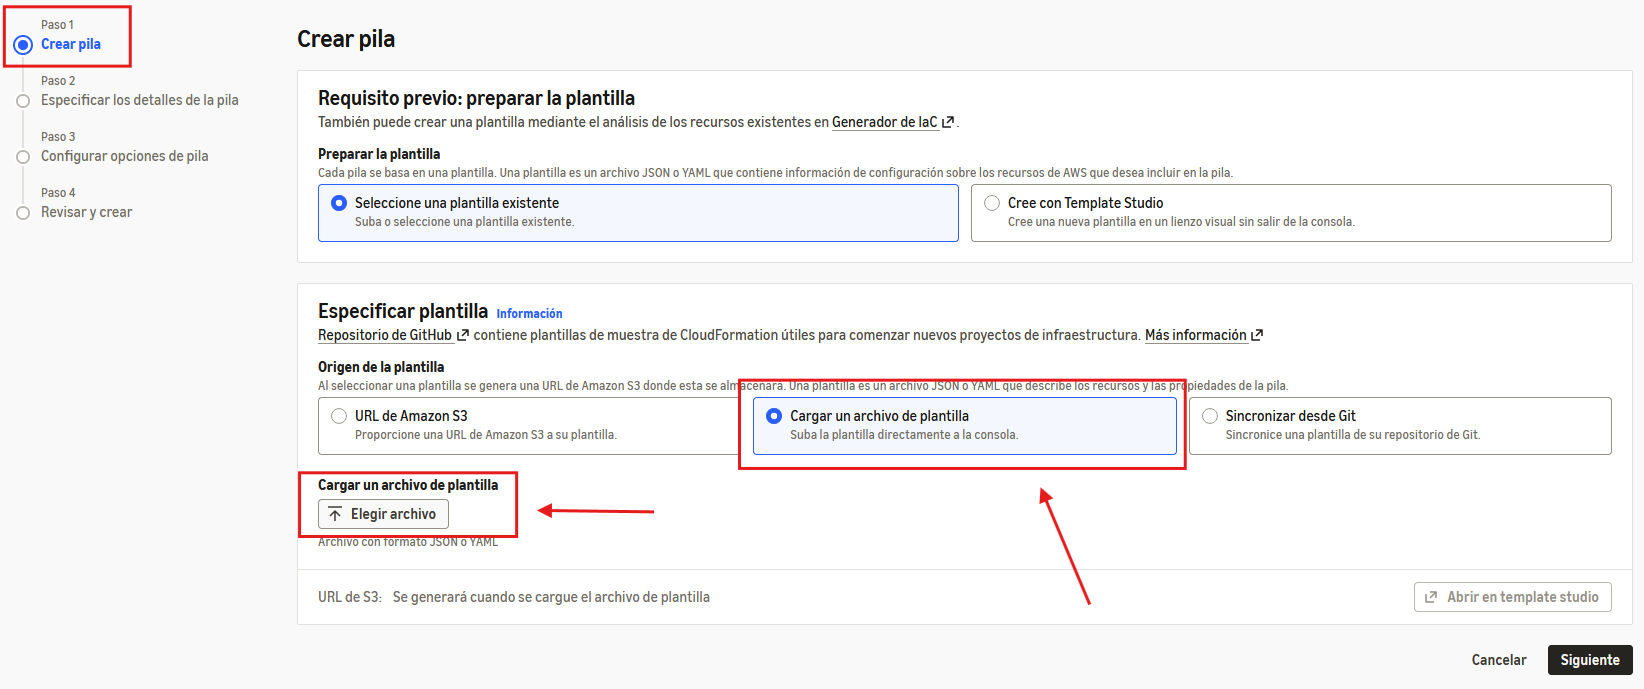 Paso 1
Crear pila
Paso 2
Especificar los detalles de la pila
Paso 3
Configurar opciones de pila
Paso 4
Revisar y crear
Crear pila
Requisito previo: preparar la plantilla
También puede crear una plantilla mediante el análisis de los recursos existentes en Generador de IaC .
Preparar la plantilla
Cada pila se basa en una plantilla. Una plantilla es un archivo JSON o YAML que contiene información de configuración sobre los recursos de AWS que desea incluir en la pila.
Seleccione una plantilla existente
Suba o seleccione una plantilla existente.
Cree con Template Studio
Cree una nueva plantilla en un lienzo visual sin salir de la consola.
Especificar plantilla Información
Repositorio de GitHub contiene plantillas de muestra de CloudFormation útiles para comenzar nuevos proyectos de infraestructura. Más información
Origen de la plantilla
Al seleccionar una plantilla se genera una URL de Amazon S3 donde esta se almacenará. Una plantilla es un archivo JSON o YAML que describe los recursos y las propiedades de la pila.
URL de Amazon S3
Proporcione una URL de Amazon S3 a su plantilla.
Cargar un archivo de plantilla
Suba la plantilla directamente a la consola.
Sincronizar desde Git
Sincronice una plantilla de su repositorio de Git.
Cargar un archivo de plantilla
Elegir archivo
Archivo con formato JSON o YAML
URL de S3: Se generará cuando se cargue el archivo de plantilla
Abrir en template studio
Cancelar
Siguiente